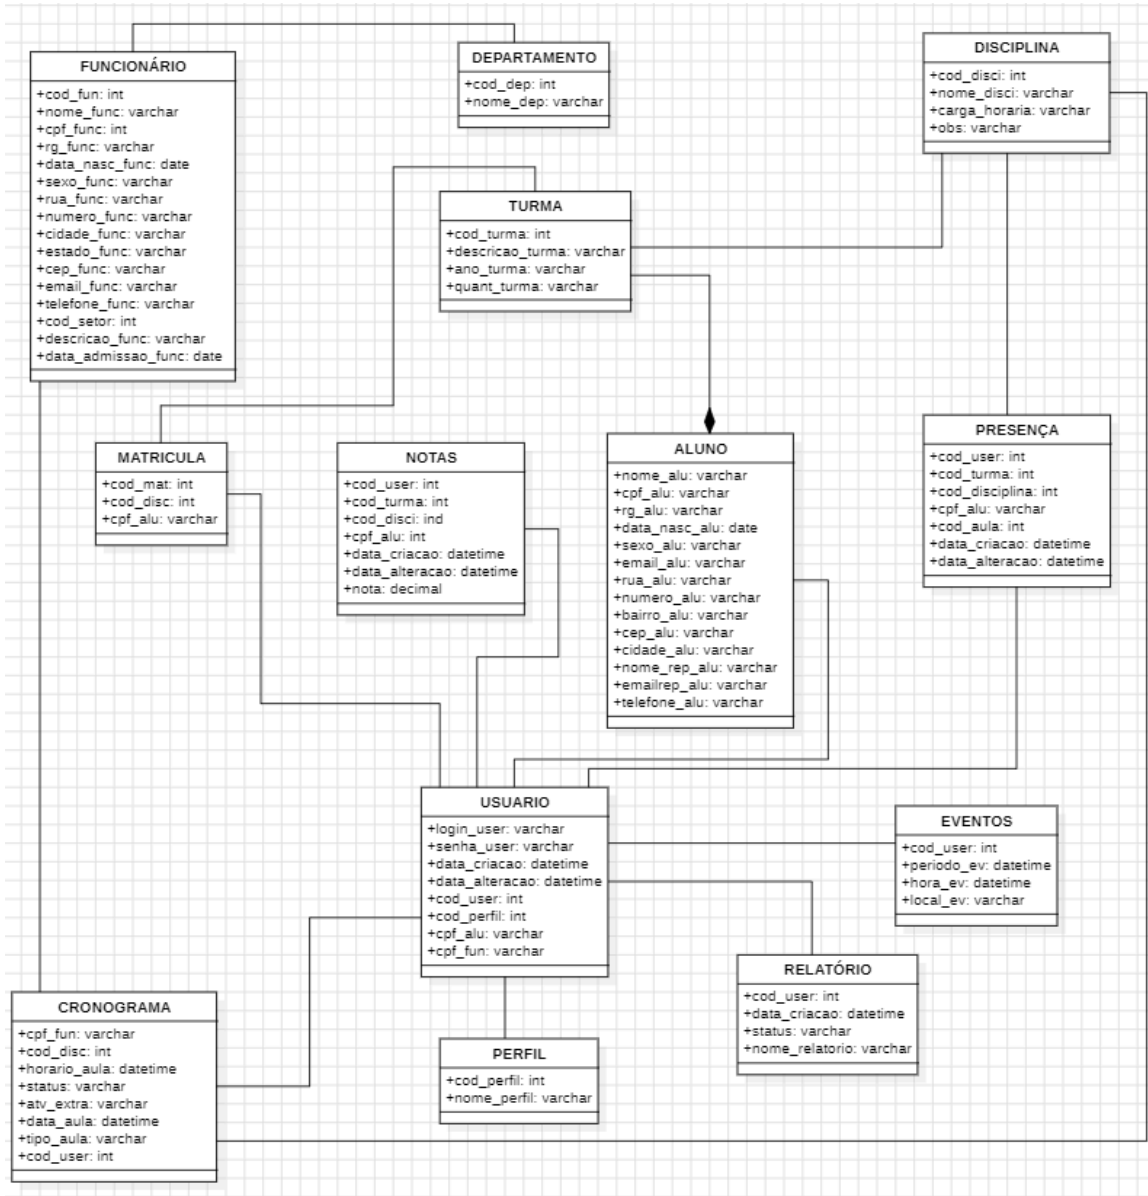 FUNCIONÁRIO
+cod_fun: int
+nome_func: varchar
+cpf_func: int
+rg_func: varchar
+data_nasc_func: date
+sexo_func: varchar
+rua_func: varchar
+numero_func: varchar
+cidade_func: varchar
+estado_func: varchar
+cep_func: varchar
+email_func: varchar
+telefone_func: varchar
+cod_setor: int
+descricao_func: varchar
+data_admissao_func: date
DEPARTAMENTO
+cod_dep: int
+nome_dep: varchar
DISCIPLINA
+cod_disci: int
+nome_disci: varchar
+carga_horaria: varchar
+obs: varchar
TURMA
+cod_turma: int
+descricao_turma: varchar
+ano_turma: varchar
+quant_turma: varchar
MATRICULA
+cod_mat: int
+cod_disc: int
+cpf_alu: varchar
NOTAS
+cod_user: int
+cod_turma: int
+cod_disci: ind
+cpf_alu: int
+data_criacao: datetime
+data_alteracao: datetime
+nota: decimal
ALUNO
+nome_alu: varchar
+cpf_alu: varchar
+rg_alu: varchar
+data_nasc_alu: date
+sexo_alu: varchar
+email_alu: varchar
+rua_alu: varchar
+numero_alu: varchar
+bairro_alu: varchar
+cep_alu: varchar
+cidade_alu: varchar
+nome_rep_alu: varchar
+emailrep_alu: varchar
+telefone_alu: varchar
PRESENÇA
+cod_user: int
+cod_turma: int
+cod_disciplina: int
+cpf_alu: varchar
+cod_aula: int
+data_criacao: datetime
+data_alteracao: datetime
USUARIO
+login_user: varchar
+senha_user: varchar
+data_criacao: datetime
+data_alteracao: datetime
+cod_user: int
+cod_perfil: int
+cpf_alu: varchar
+cpf_fun: varchar
EVENTOS
+cod_user: int
+periodo_ev: datetime
+hora_ev: datetime
+local_ev: varchar
RELATÓRIO
+cod_user: int
+data_criacao: datetime
+status: varchar
+nome_relatorio: varchar
CRONOGRAMA
+cpf_fun: varchar
+cod_disc: int
+horario_aula: datetime
+status: varchar
+atv_extra: varchar
+data_aula: datetime
+tipo_aula: varchar
+cod_user: int
PERFIL
+cod_perfil: int
+nome_perfil: varchar